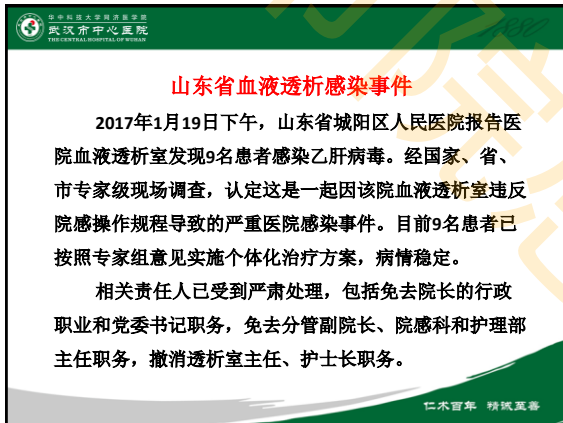 华中科技大学同济医学院
武汉市中心医院
THE CENTRAL HOSPITAL OF WUHAN
1880
山东省血液透析感染事件
2017年1月19日下午，山东省城阳区人民医院报告医
院血液透析室发现9名患者感染乙肝病毒。经国家、省、
市专家级现场调查，认定这是一起因该院血液透析室违反
院感操作规程导致的严重医院感染事件。目前9名患者已
按照专家组意见实施个体化治疗方案，病情稳定。
相关责任人已受到严肃处理，包括免去院长的行政
职业和党委书记职务，免去分管副院长、院感科和护理部
主任职务，撤消透析室主任、护士长职务。
仁术百年 精诚至善